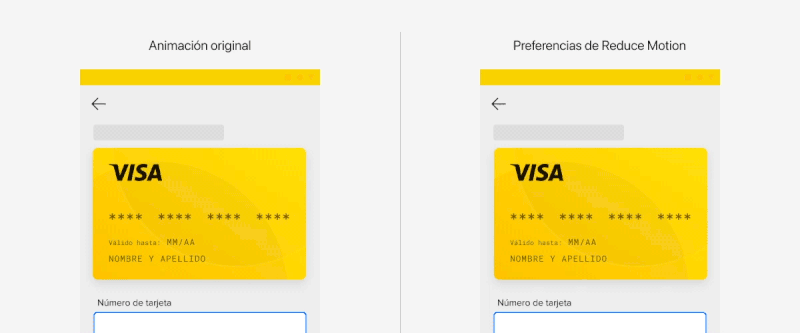 Animación original
VISA
**** **** **** ****
Válido hasta: MM/AA
NOMBRE Y APELLIDO
Número de tarjeta
Preferencias de Reduce Motion
VISA
**** **** **** ****
Válido hasta: MM/AA
NOMBRE Y APELLIDO
Número de tarjeta